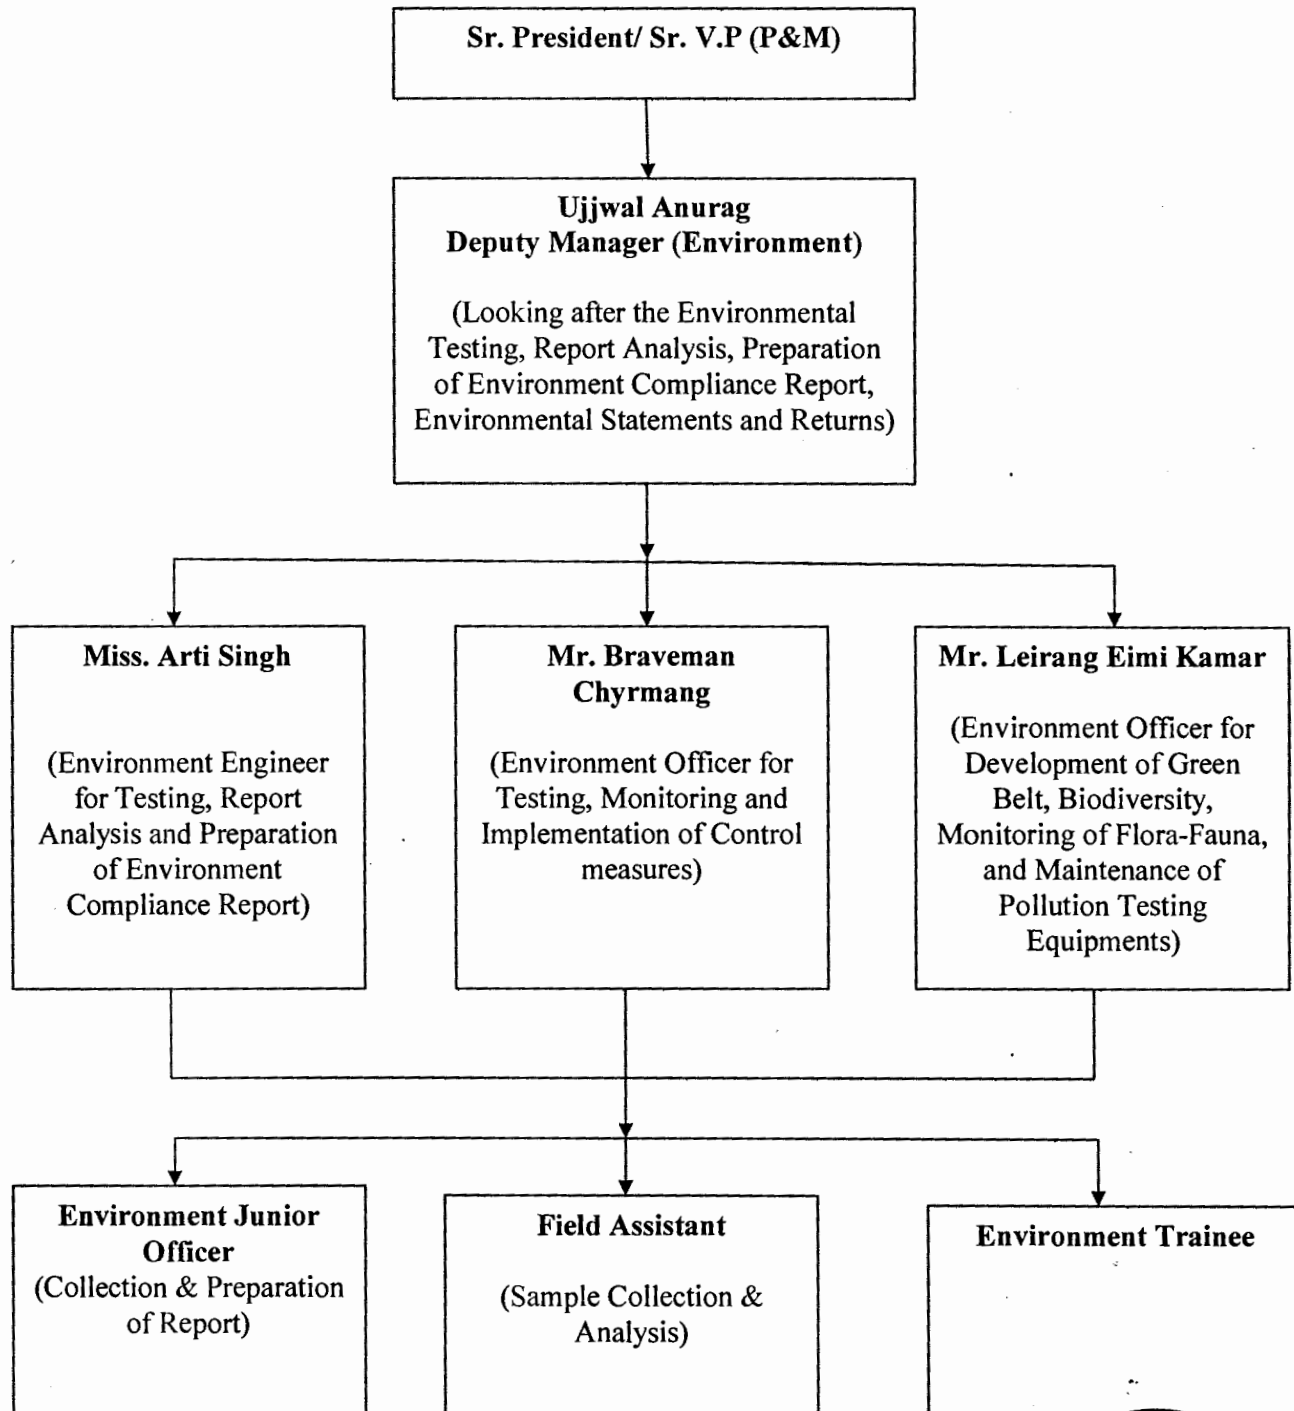 Sr. President/ Sr. V.P (P&M)
Ujjwal Anurag
Deputy Manager (Environment)
(Looking after the Environmental
Testing, Report Analysis, Preparation
of Environment Compliance Report,
Environmental Statements and Returns)
Miss. Arti Singh
(Environment Engineer
for Testing, Report
Analysis and Preparation
of Environment
Compliance Report)
Mr. Braveman
Chyrmang
(Environment Officer for
Testing, Monitoring and
Implementation of Control
measures)
Mr. Leirang Eimi Kamar
(Environment Officer for
Development of Green
Belt, Biodiversity,
Monitoring of Flora-Fauna,
and Maintenance of
Pollution Testing
Equipments)
Environment Junior
Officer
(Collection & Preparation
of Report)
Field Assistant
(Sample Collection &
Analysis)
Environment Trainee